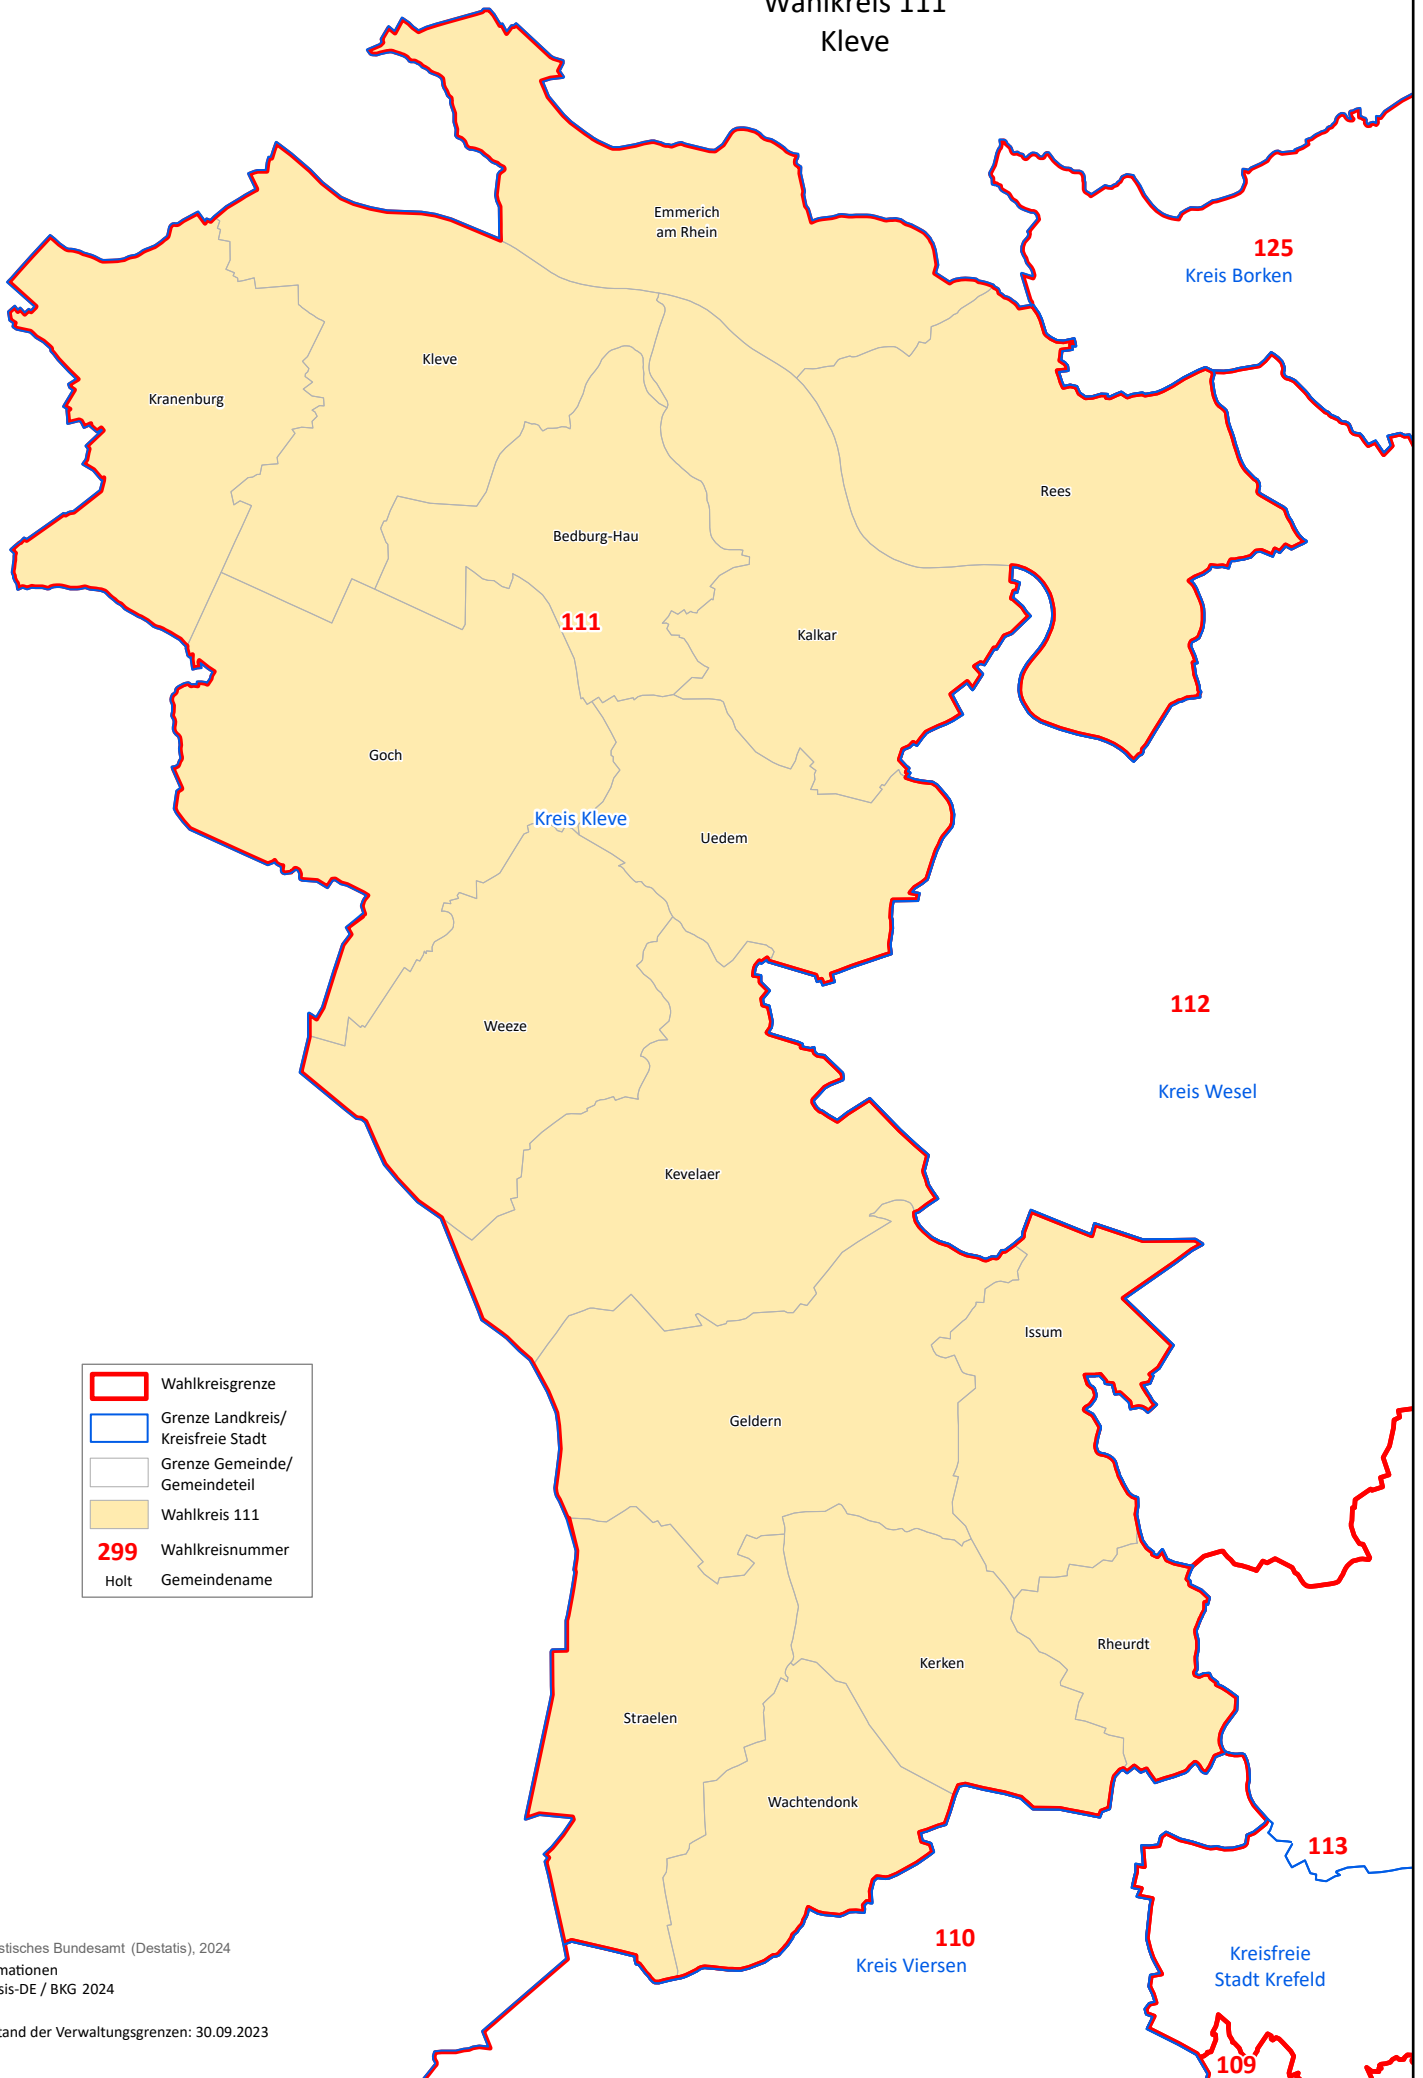 Wahlkreis 111
Kleve
Emmerich
am Rhein
125
Kreis Borken
Kleve
Kranenburg
Rees
Bedburg-Hau
111
Kalkar
Goch
Kreis Kleve
Uedem
112
Weeze
Kreis Wesel
Kevelaer
Issum
Geldern
Wahlkreisgrenze
Grenze Landkreis/
Kreisfreie Stadt
Grenze Gemeinde/
Gemeindeteil
Wahlkreis 111
299 Wahlkreisnummer
Holt Gemeindename
Rheurdt
Kerken
Straelen
Wachtendonk
113
110
Kreis Viersen
Kreisfreie
Stadt Krefeld
109
stisches Bundesamt (Destatis), 2024
mationen
sis-DE / BKG 2024
tand der Verwaltungsgrenzen: 30.09.2023